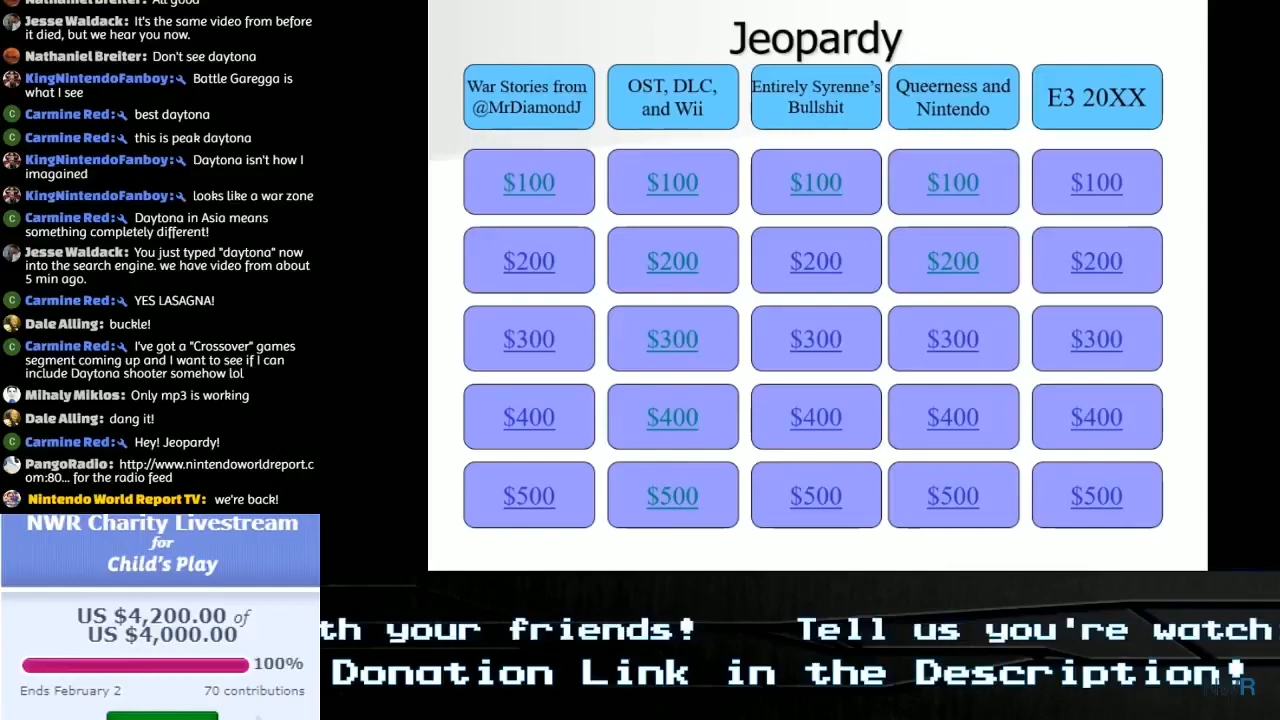 Nathaniel Breiter: All good
Jesse Waldack: It's the same video from before
it died, but we hear you now.
Nathaniel Breiter: Don't see daytona
KingNintendoFanboy: Battle Garegga is
what I see
Carmine Red: best daytona
Carmine Red: this is peak daytona
KingNintendoFanboy: Daytona isn't how I
imagained
KingNintendoFanboy: looks like a war zone
Carmine Red: Daytona in Asia means
something completely different!
Jesse Waldack: You just typed "daytona" now
into the search engine. we have video from about
5 min ago.
Carmine Red: YES LASAGNA!
Dale Alling: buckle!
Carmine Red: I've got a "Crossover" games
segment coming up and I want to see if I can
include Daytona shooter somehow lol
Mihaly Miklos: Only mp3 is working
Dale Alling: dang it!
Carmine Red: Hey! Jeopardy!
PangoRadio: http://www.nintendoworldreport.c
om:80... for the radio feed
Nintendo World Report TV: we're back!
NWR Charity Livestream
for
Child's Play
US $4,200.00 of
US $4,000.00
100%
Ends February 2 70 contributions
Jeopardy
War Stories from
@MrDiamondJ
OST, DLC,
and Wii
Entirely Syrenne's
Bullshit
Queerness and
Nintendo
E3 20XX
$100 $100 $100 $100 $100
$200 $200 $200 $200 $200
$300 $300 $300 $300 $300
$400 $400 $400 $400 $400
$500 $500 $500 $500 $500
th your friends! Tell us you're watch
Donation Link in the Description!
NWR